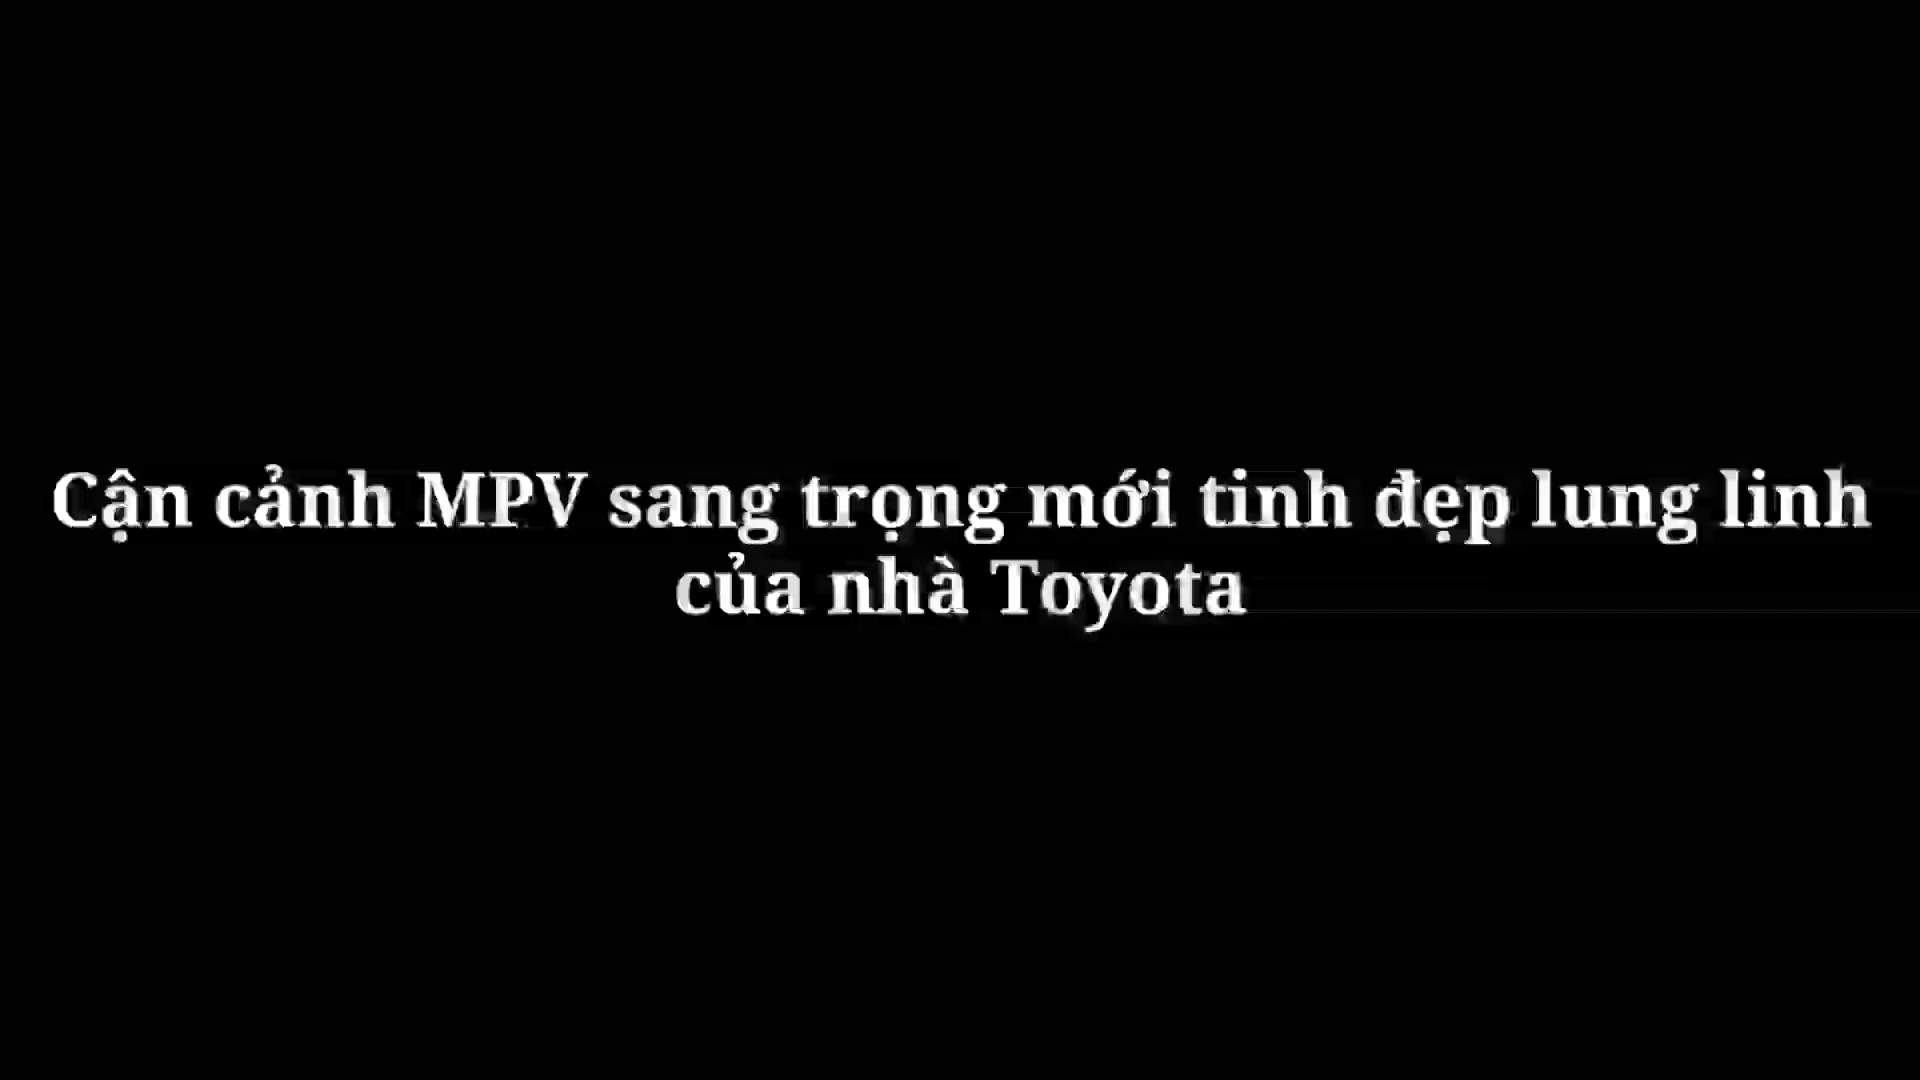 Cận cảnh MPV sang trọng mới tinh đẹp lung linh
của nhà Toyota